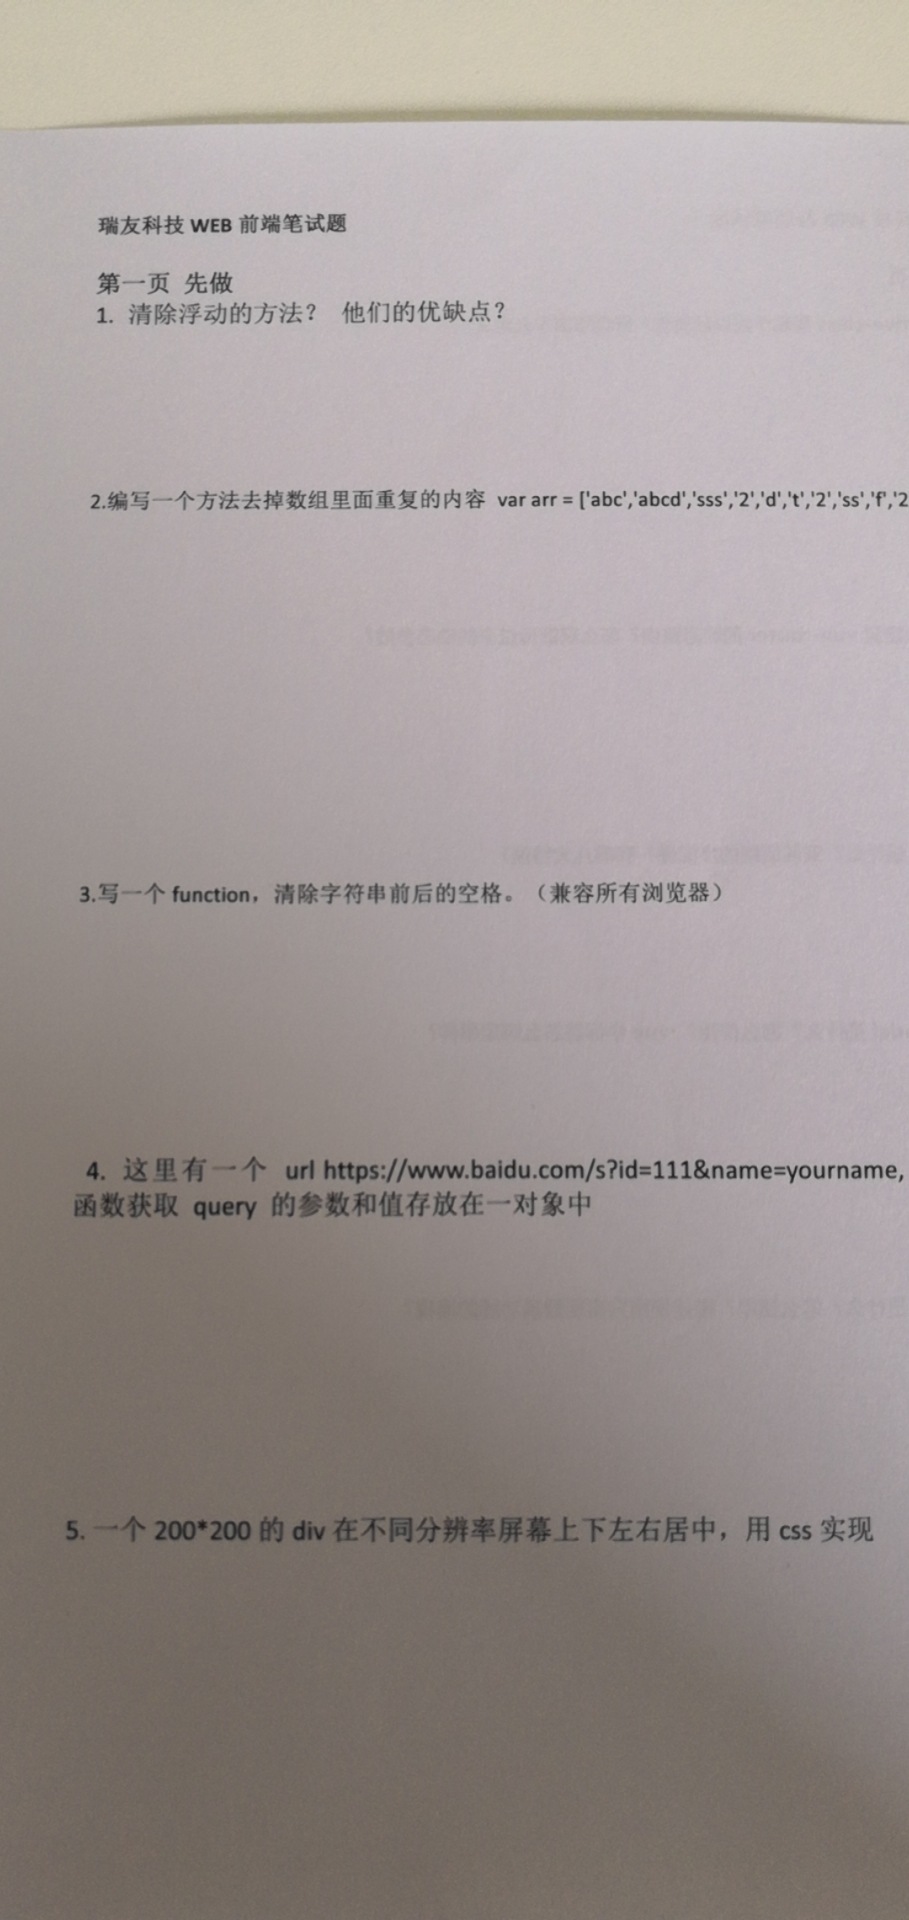 瑞友科技 WEB 前端笔试题
第一页 先做
1. 清除浮动的方法？ 他们的优缺点？
2.编写一个方法去掉数组里面重复的内容 var arr = ['abc','abcd','sss','2','d','t','2','ss','f','2
3.写一个 function，清除字符串前后的空格。（兼容所有浏览器）
4. 这里有一个 url https://www.baidu.com/s?id=111&name=yourname,
函数获取 query 的参数和值存放在一对象中
5. 一个 200*200 的 div 在不同分辨率屏幕上下左右居中，用 css 实现